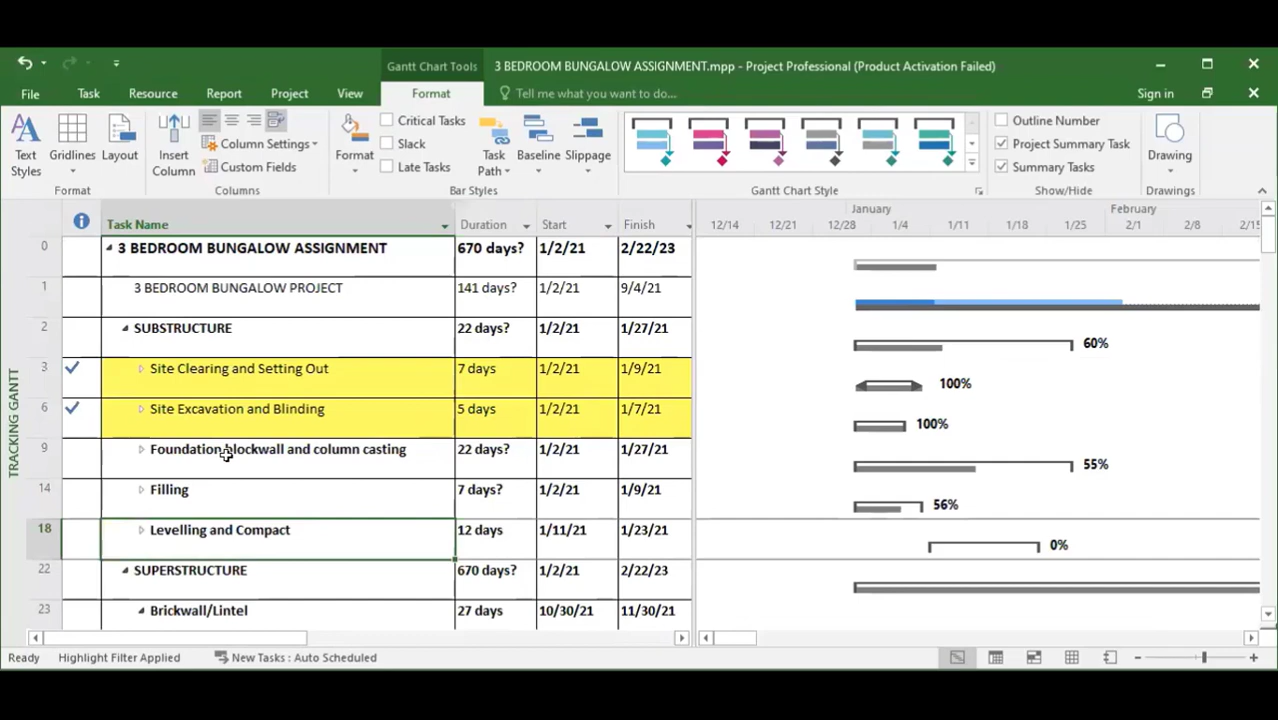 Gantt Chart Tools 3 BEDROOM BUNGALOW ASSIGNMENT.mpp - Project Professional (Product Activation Failed)
File Task Resource Report Project View Format Tell me what you want to do... Sign in
Text Styles Gridlines Layout Insert Column Column Settings Custom Fields Format Critical Tasks Slack Late Tasks Task Path Baseline Slippage Outline Number Project Summary Task Summary Tasks Drawing
Format Columns Bar Styles Gantt Chart Style Show/Hide Drawings
January February
Task Name Duration Start Finish 12/14 12/21 12/28 1/4 1/11 1/18 1/25 2/1 2/8 2/15
0 3 BEDROOM BUNGALOW ASSIGNMENT 670 days? 1/2/21 2/22/23
1 3 BEDROOM BUNGALOW PROJECT 141 days? 1/2/21 9/4/21
2 SUBSTRUCTURE 22 days? 1/2/21 1/27/21 60%
3 Site Clearing and Setting Out 7 days 1/2/21 1/9/21 100%
6 Site Excavation and Blinding 5 days 1/2/21 1/7/21 100%
9 Foundation blockwall and column casting 22 days? 1/2/21 1/27/21 55%
14 Filling 7 days? 1/2/21 1/9/21 56%
18 Levelling and Compact 12 days 1/11/21 1/23/21 0%
22 SUPERSTRUCTURE 670 days? 1/2/21 2/22/23
23 Brickwall/Lintel 27 days 10/30/21 11/30/21
TRACKING GANTT
Ready Highlight Filter Applied New Tasks : Auto Scheduled